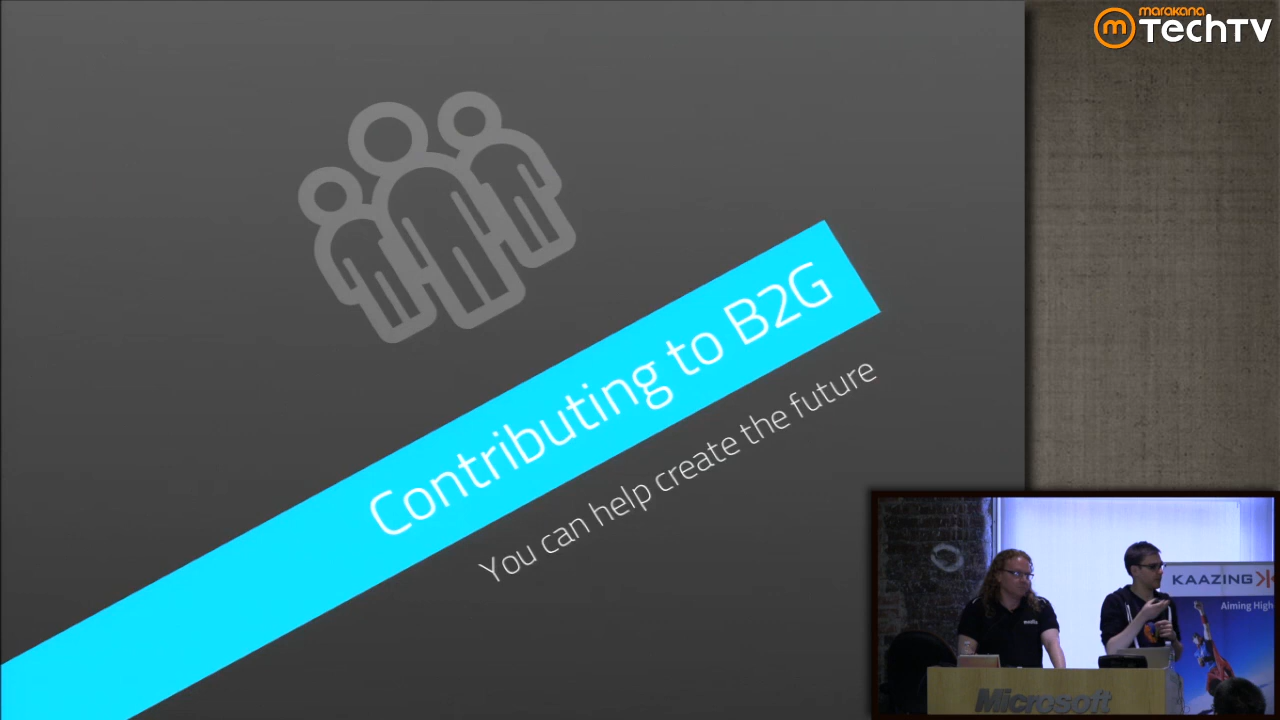 marakana
m TechTV
Contributing to B2G
You can help create the future
KAAZING
Aiming High
Microsoft